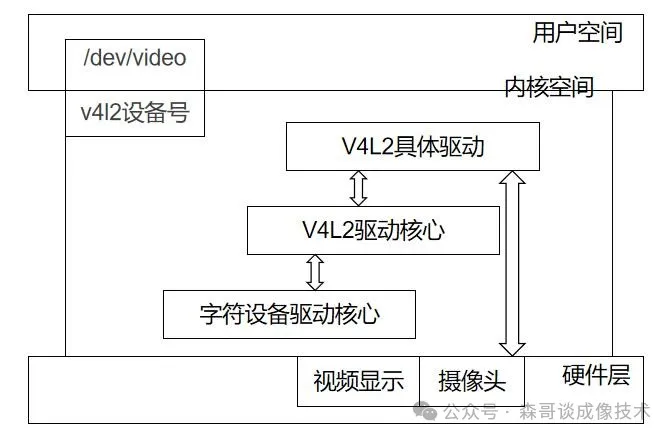 用户空间
/dev/video
内核空间
v4l2设备号
V4L2具体驱动
V4L2驱动核心
字符设备驱动核心
视频显示
摄像头
硬件层
公众号·森哥谈成像技术